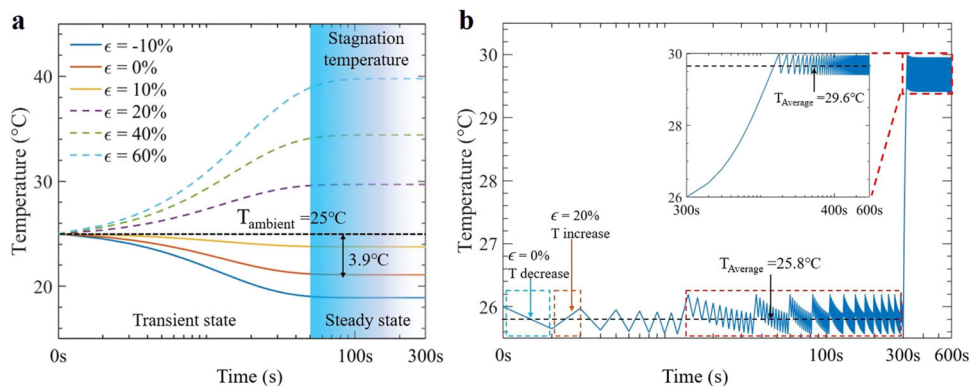 a
Stagnation
temperature
ϵ = -10%
ϵ = 0%
ϵ = 10%
ϵ = 20%
ϵ = 40%
ϵ = 60%
40
30
20
Temperature (°C)
Tambient =25°C
3.9°C
Transient state
Steady state
0s
100s
300s
Time (s)
b
30
29
28
27
26
25
Temperature (°C)
30
28
26
TAverage =29.6°C
300s
400s
600s
ϵ = 0%
T decrease
ϵ = 20%
T increase
TAverage =25.8°C
0s
100s
300s
600s
Time (s)